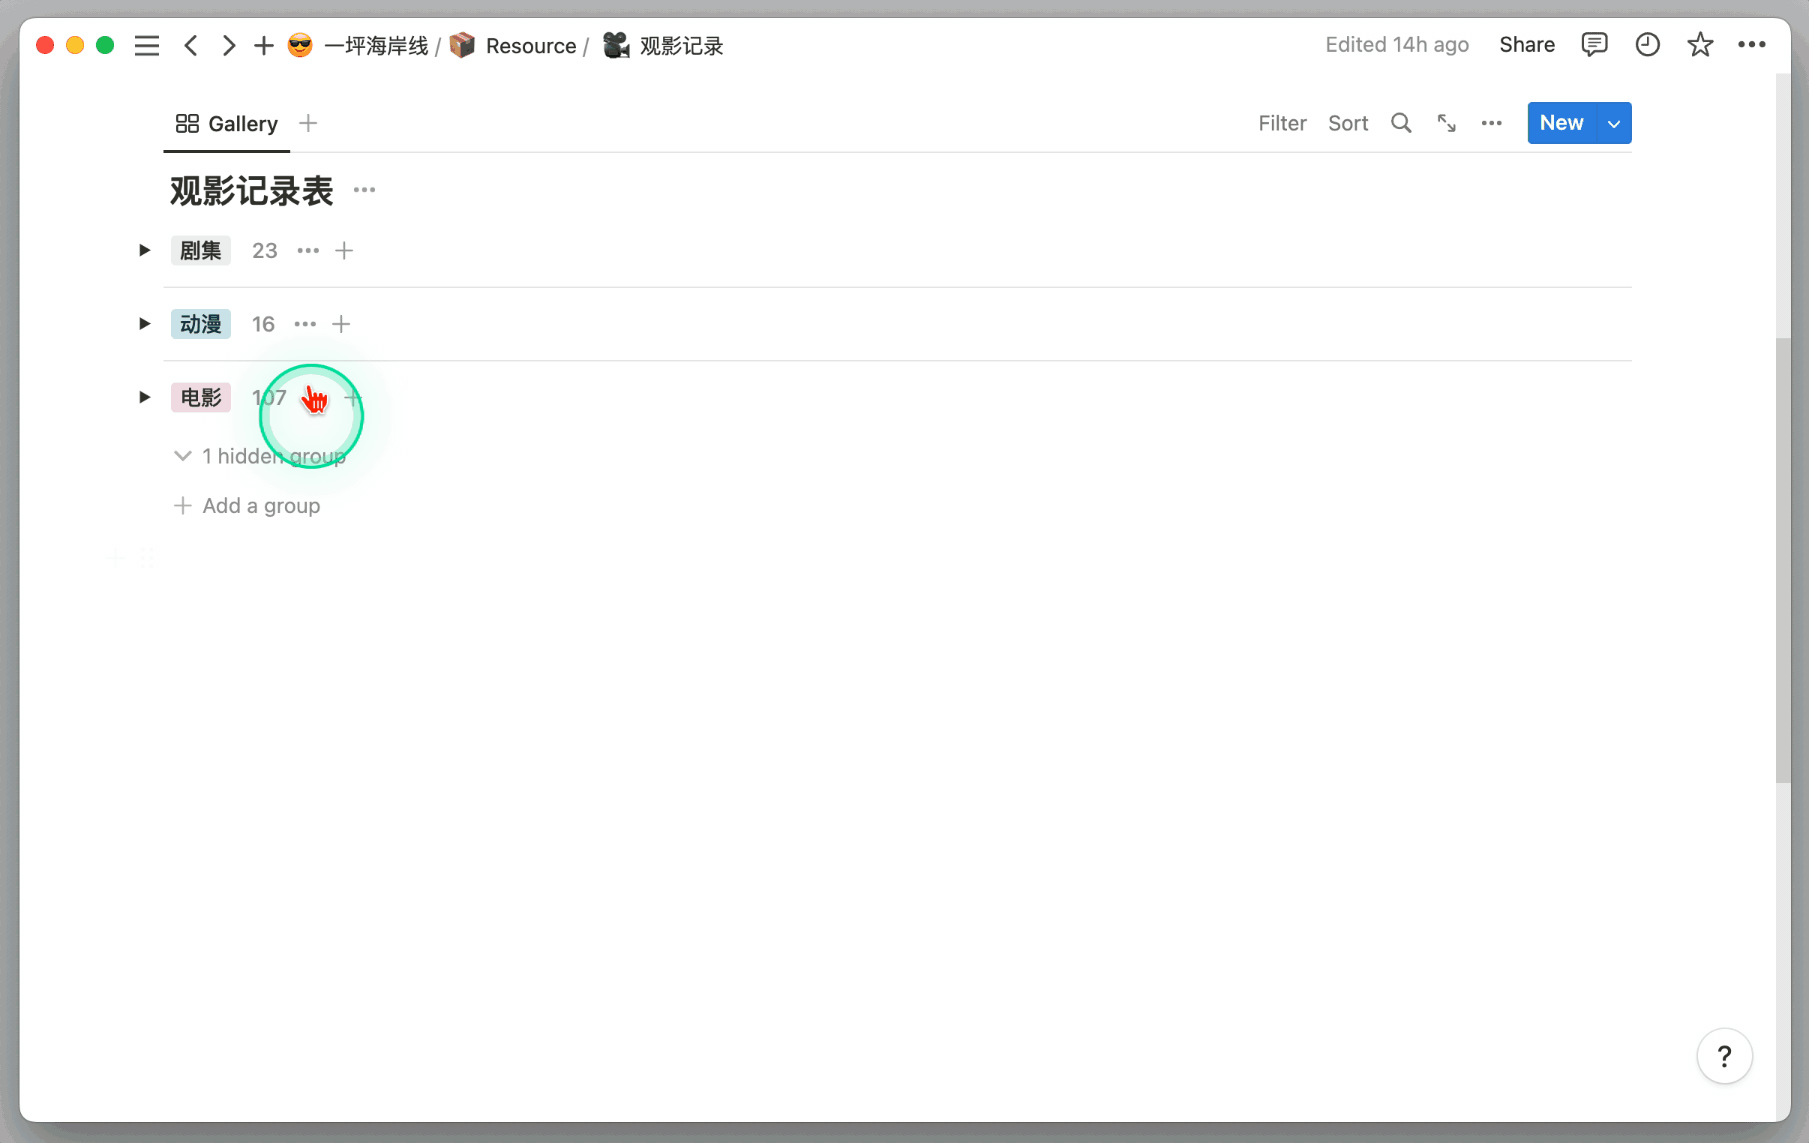 一坪海岸线 / Resource / 观影记录
Edited 14h ago Share
Gallery
Filter Sort New
观影记录表
剧集 23
动漫 16
电影 107
1 hidden group
Add a group
?